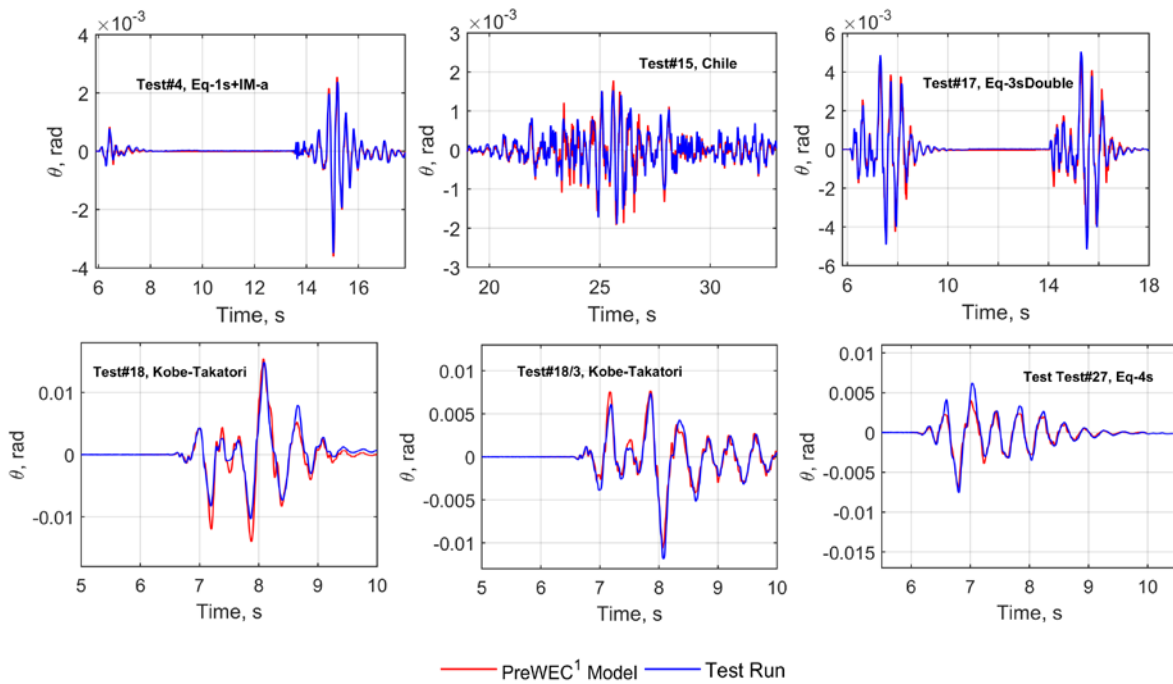 ×10⁻³
4
2
0
-2
-4
Test#4, Eq-1s+IM-a
θ, rad
6 8 10 12 14 16
Time, s
3
2
1
0
-1
-2
-3
×10⁻³
Test#15, Chile
θ, rad
20 25 30
Time, s
6
4
2
0
-2
-4
-6
×10⁻³
Test#17, Eq-3sDouble
θ, rad
6 10 14 18
Time, s
0.01
0
-0.01
Test#18, Kobe-Takatori
θ, rad
5 6 7 8 9 10
Time, s
0.01
0.005
0
-0.005
-0.01
Test#18/3, Kobe-Takatori
θ, rad
5 6 7 8 9 10
Time, s
0.01
0.005
0
-0.005
-0.01
-0.015
Test Test#27, Eq-4s
θ, rad
6 7 8 9 10
Time, s
PreWEC¹ Model Test Run